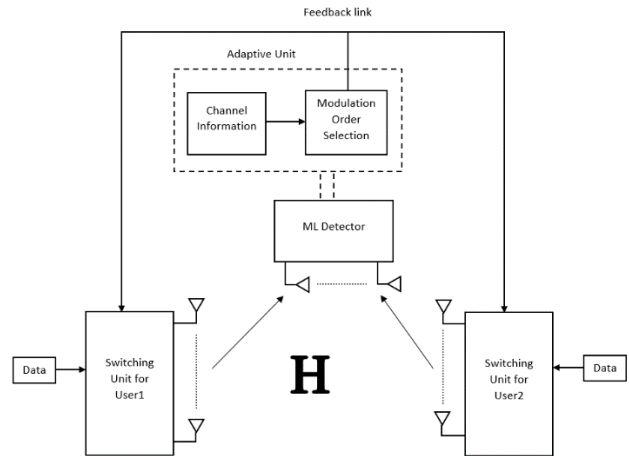 Feedback link
Adaptive Unit
Channel
Information
Modulation
Order
Selection
ML Detector
Data
Switching
Unit for
User1
H
Switching
Unit for
User2
Data